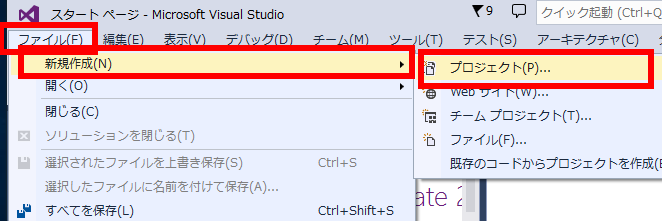 スタート ページ - Microsoft Visual Studio
9
クイック起動 (Ctrl+Q
ファイル(F) 編集(E) 表示(V) デバッグ(D) チーム(M) ツール(T) テスト(S) アーキテクチャ(C)
新規作成(N)
プロジェクト(P)...
開く(O)
Web サイト(W)...
閉じる(C)
チーム プロジェクト(T)...
ソリューションを閉じる(T)
ファイル(F)...
選択されたファイルを上書き保存(S) Ctrl+S
既存のコードからプロジェクトを作成(E
選択したファイルに名前を付けて保存(A)...
すべてを保存(L) Ctrl+Shift+S
ate 2